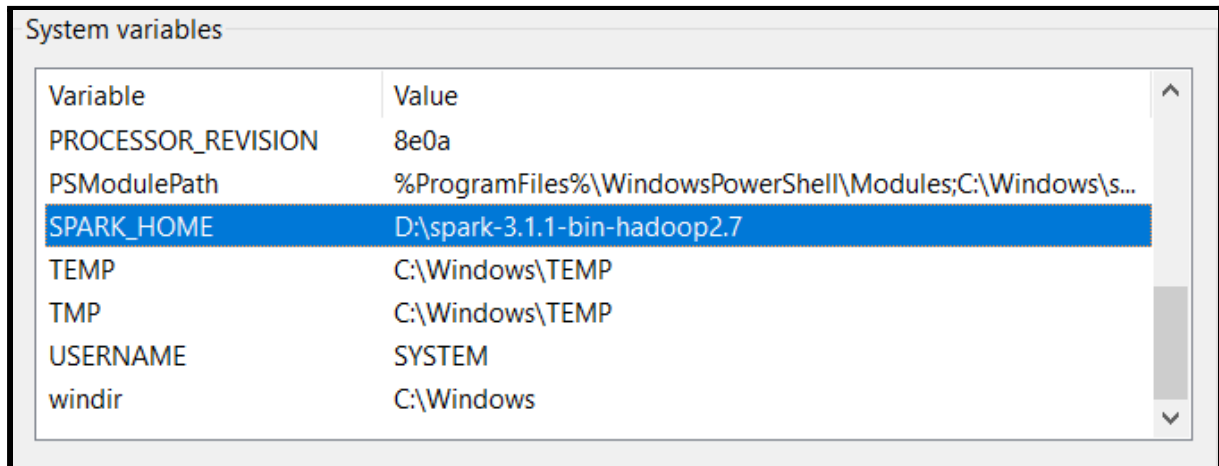 System variables
Variable Value
PROCESSOR_REVISION 8e0a
PSModulePath %ProgramFiles%\WindowsPowerShell\Modules;C:\Windows\s...
SPARK_HOME D:\spark-3.1.1-bin-hadoop2.7
TEMP C:\Windows\TEMP
TMP C:\Windows\TEMP
USERNAME SYSTEM
windir C:\Windows